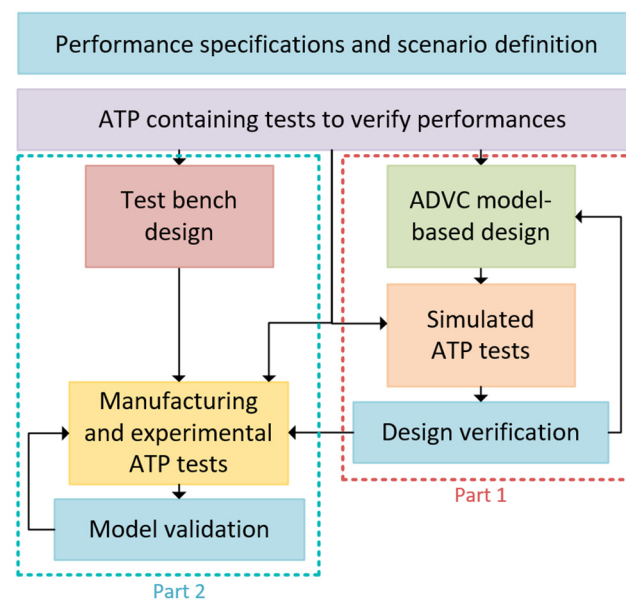 Performance specifications and scenario definition
ATP containing tests to verify performances
Test bench
design
ADVC model-
based design
Simulated
ATP tests
Manufacturing
and experimental
ATP tests
Design verification
Model validation
Part 1
Part 2